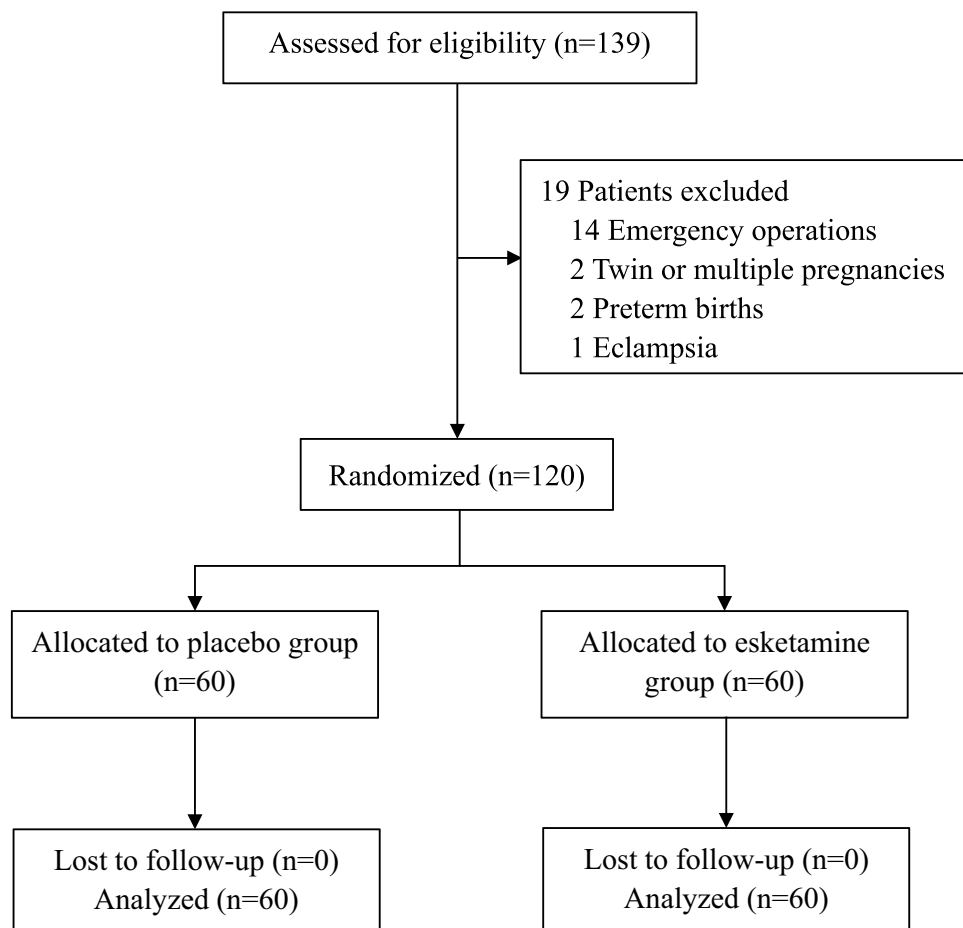 Assessed for eligibility (n=139)
19 Patients excluded
14 Emergency operations
2 Twin or multiple pregnancies
2 Preterm births
1 Eclampsia
Randomized (n=120)
Allocated to placebo group
(n=60)
Allocated to esketamine
group (n=60)
Lost to follow-up (n=0)
Analyzed (n=60)
Lost to follow-up (n=0)
Analyzed (n=60)